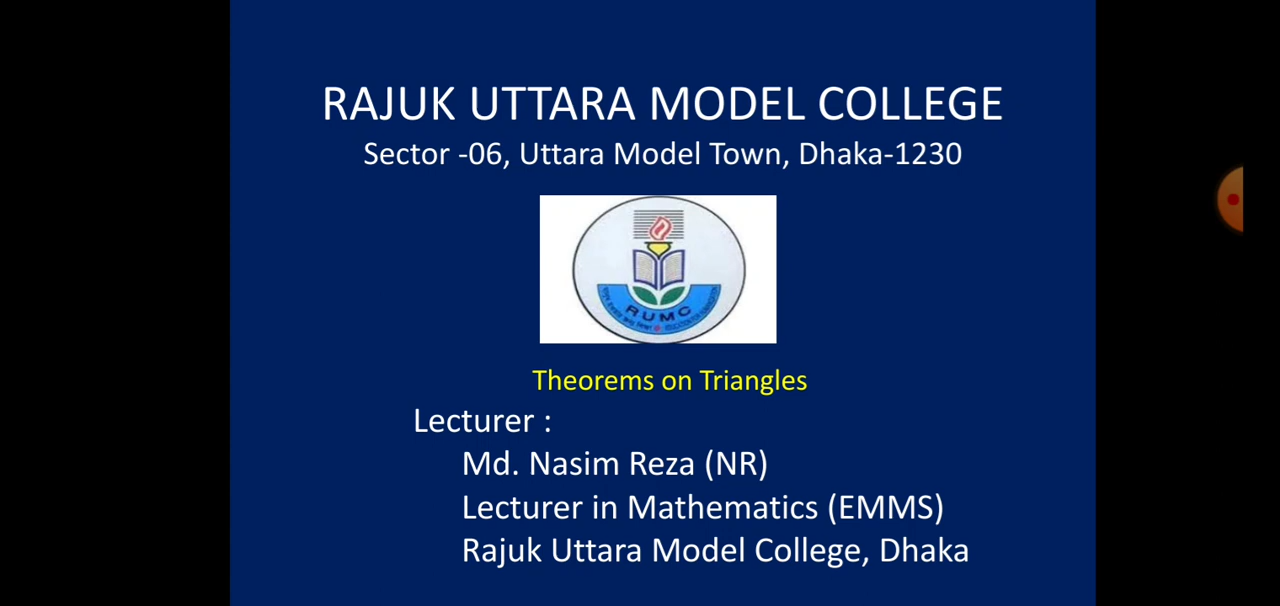 RAJUK UTTARA MODEL COLLEGE
Sector -06, Uttara Model Town, Dhaka-1230
RUMC
Theorems on Triangles
Lecturer :
Md. Nasim Reza (NR)
Lecturer in Mathematics (EMMS)
Rajuk Uttara Model College, Dhaka